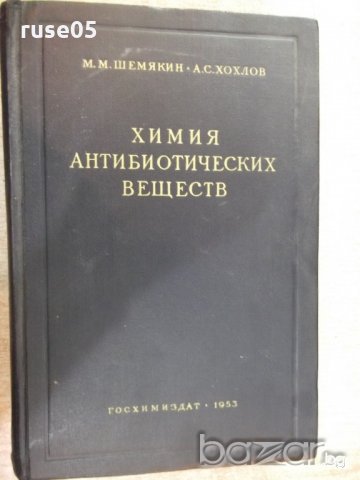 ruse05
М. М. ШЕМЯКИН • А. С. ХОХЛОВ
ХИМИЯ
АНТИБИОТИЧЕСКИХ
ВЕЩЕСТВ
ГОСХИМИЗДАТ • 1953
bazar
bg